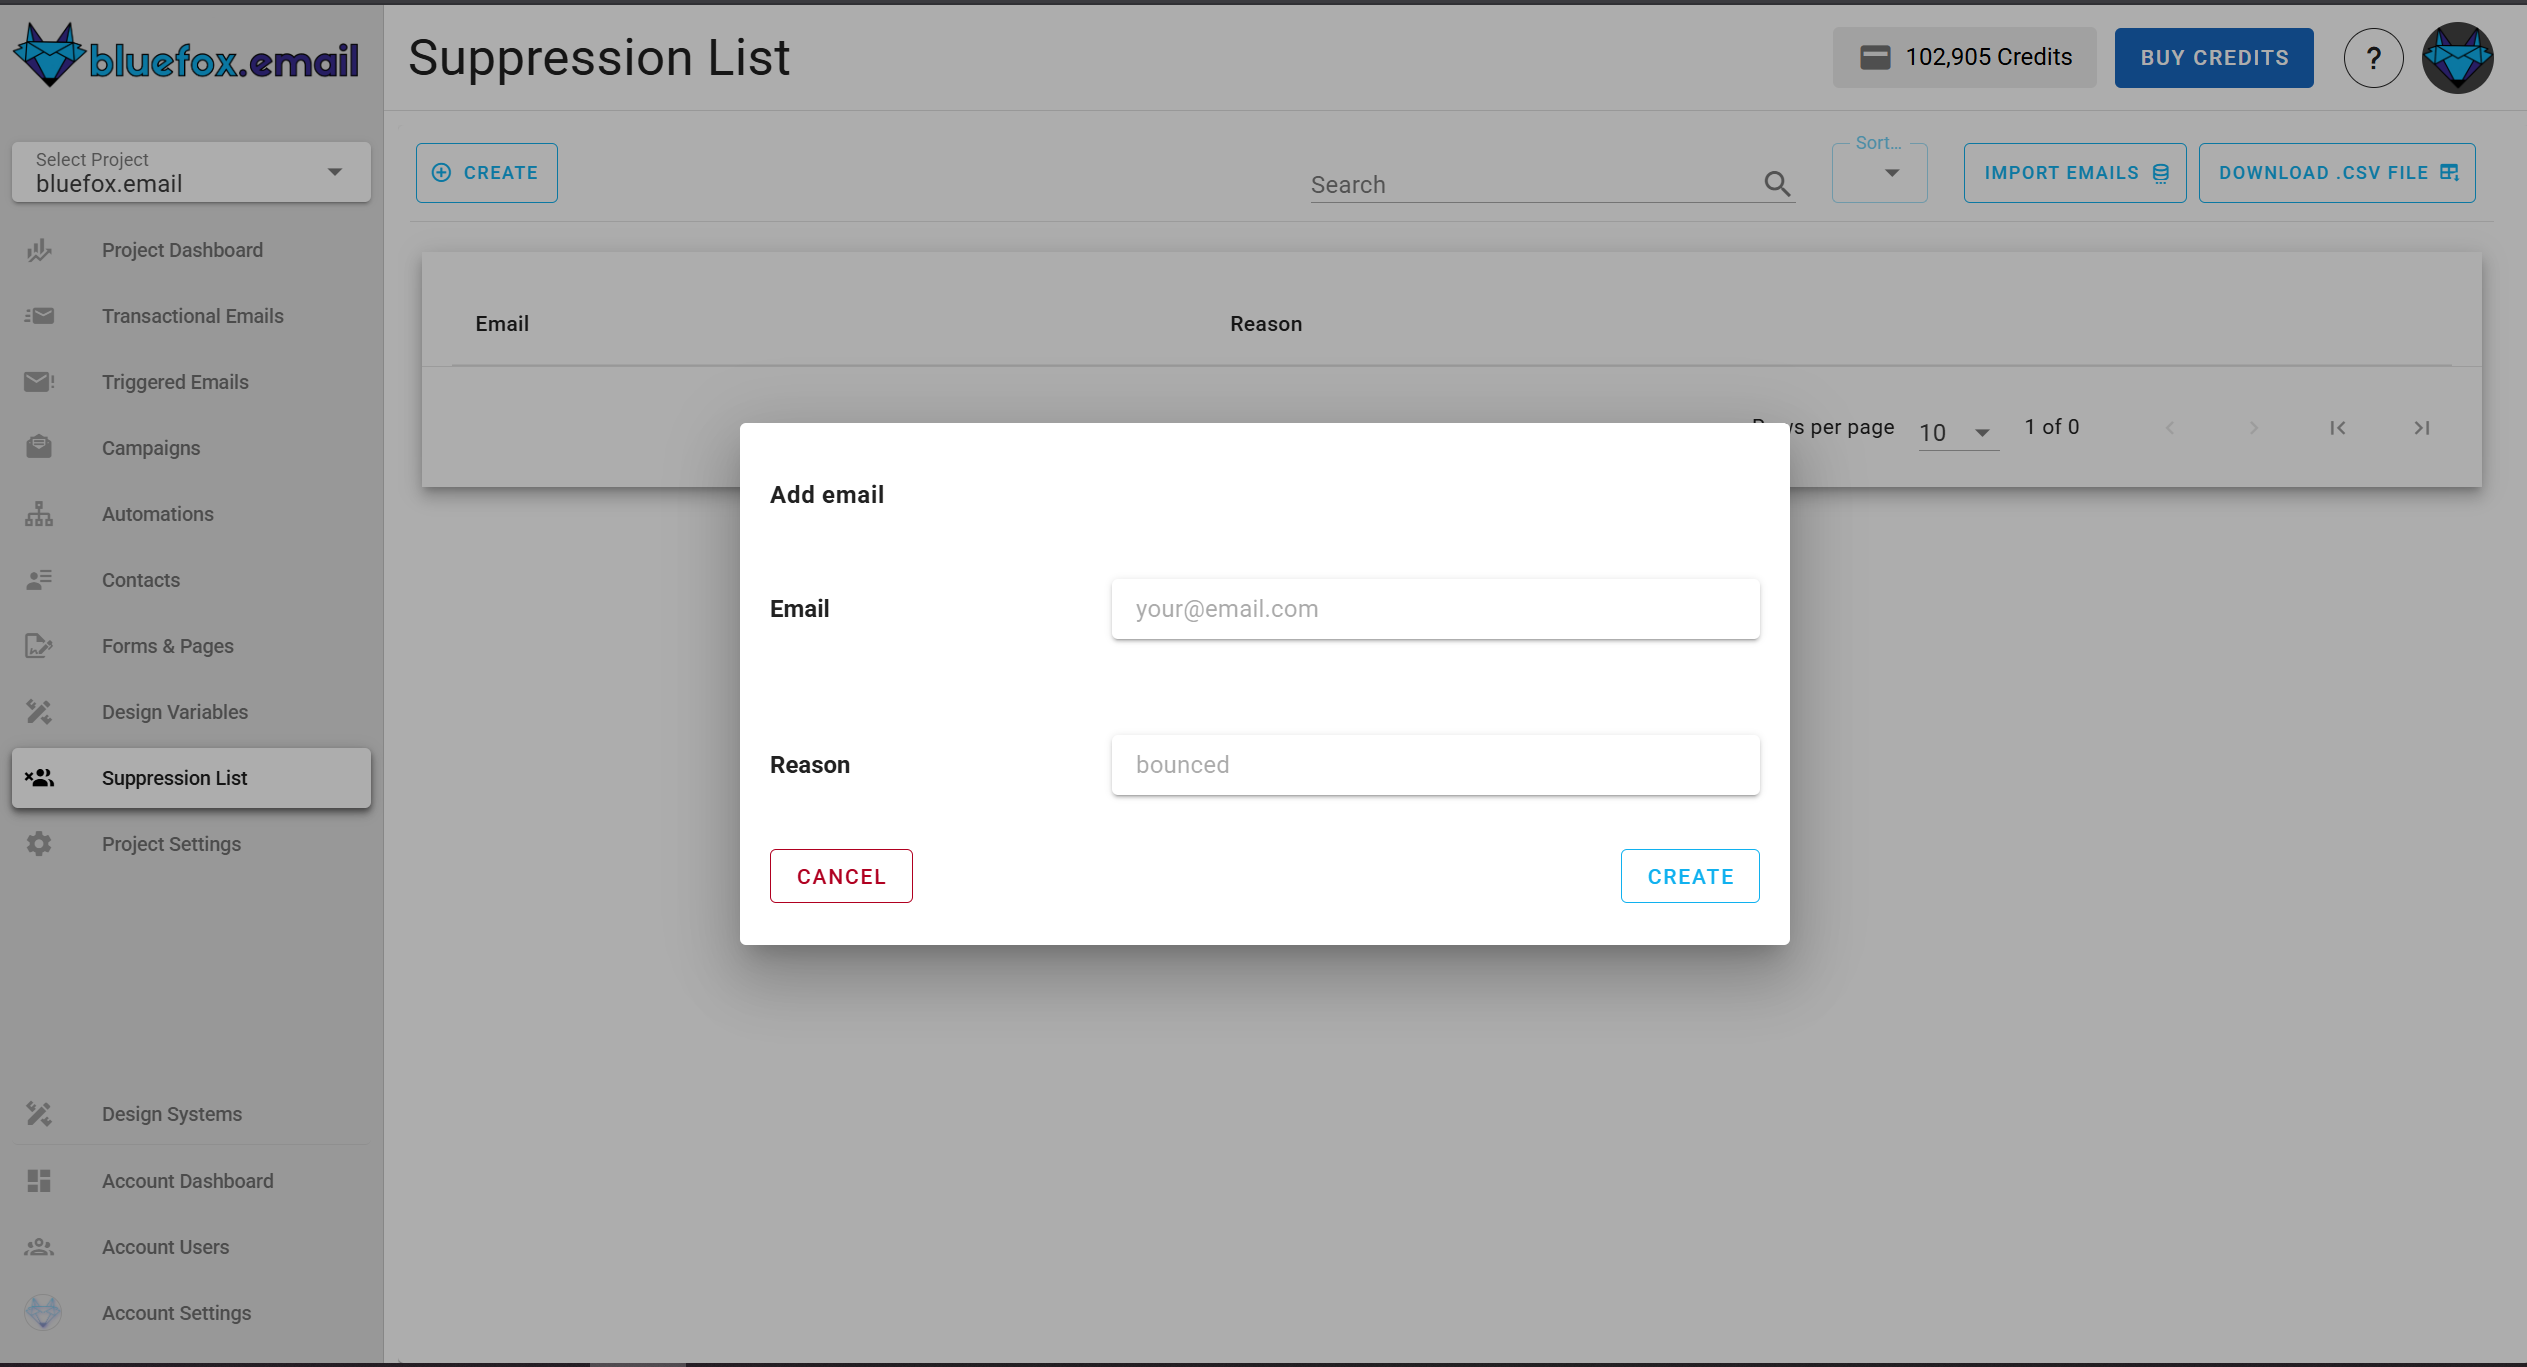 bluefox.email
Suppression List
102,905 Credits
BUY CREDITS
?
Select Project
bluefox.email
CREATE
Search
Sort...
IMPORT EMAILS
DOWNLOAD .CSV FILE
Project Dashboard
Transactional Emails
Triggered Emails
Campaigns
Automations
Contacts
Forms & Pages
Design Variables
Suppression List
Project Settings
Design Systems
Account Dashboard
Account Users
Account Settings
Email
Reason
per page
10
1 of 0
Add email
Email
your@email.com
Reason
bounced
CANCEL
CREATE